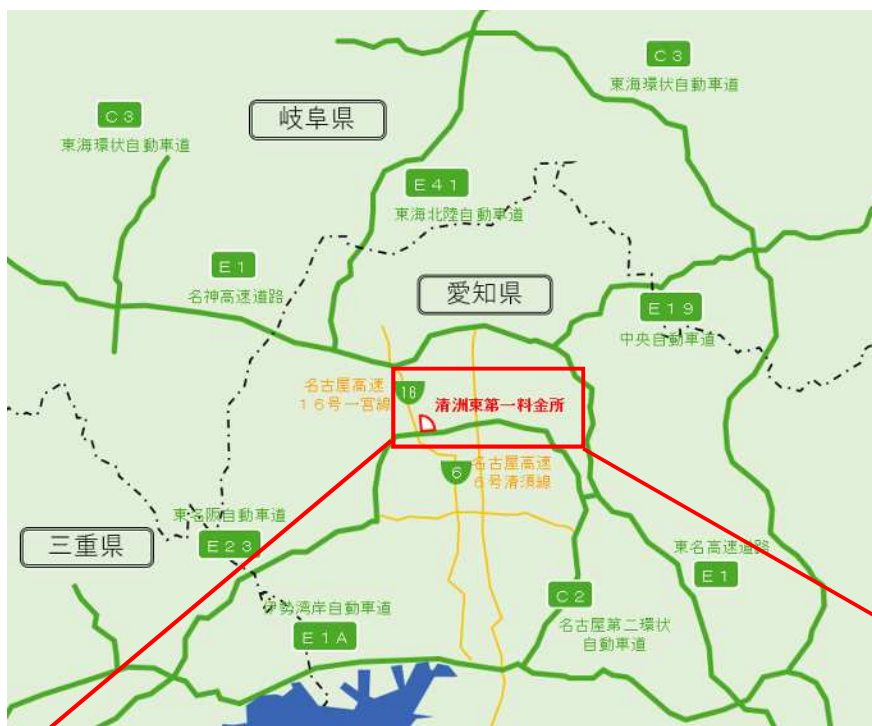 C3
東海環状自動車道
岐阜県
C3
東海環状自動車道
E41
東海北陸自動車道
E1
名神高速道路
愛知県
E19
中央自動車道
名古屋高速
16号一宮線
16
清洲東第一料金所
6
名古屋高速
6号清須線
東名阪自動車道
E23
三重県
東名高速道路
E1
伊勢湾岸自動車道
E1A
C2
名古屋第二環状
自動車道